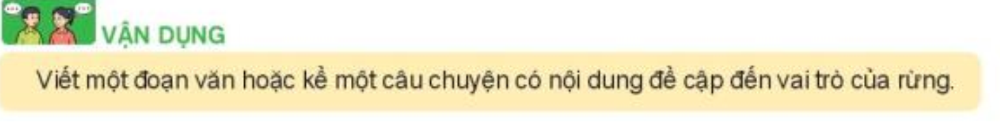 VẬN DỤNG
Viết một đoạn văn hoặc kể một câu chuyện có nội dung đề cập đến vai trò của rừng.